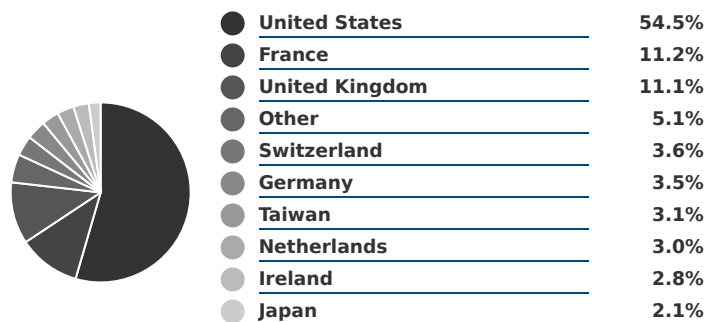 United States 54.5%
France 11.2%
United Kingdom 11.1%
Other 5.1%
Switzerland 3.6%
Germany 3.5%
Taiwan 3.1%
Netherlands 3.0%
Ireland 2.8%
Japan 2.1%